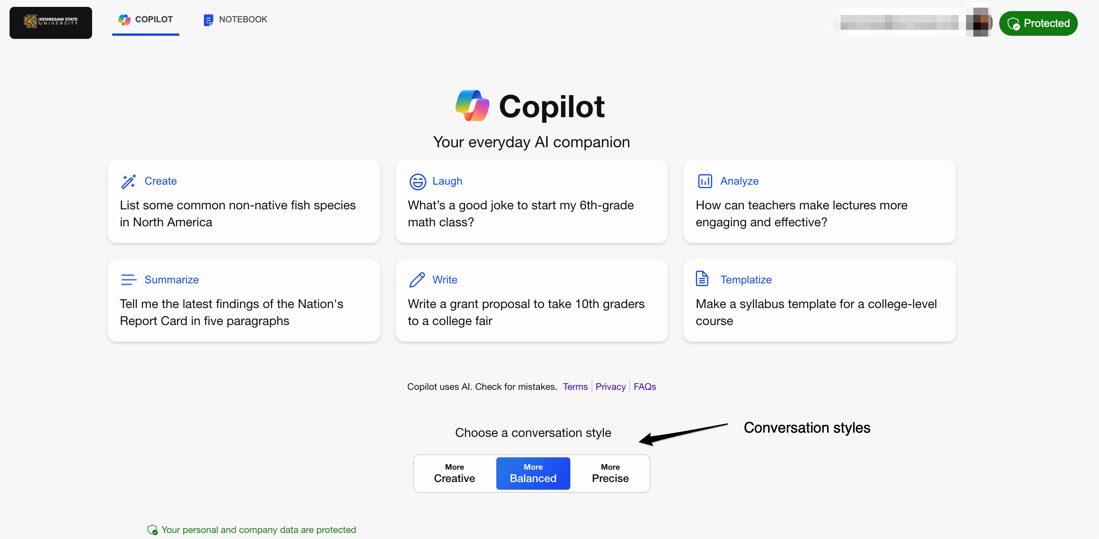 KENNESAW STATE
UNIVERSITY
COPILOT
NOTEBOOK
Protected
Copilot
Your everyday AI companion
Create
List some common non-native fish species
in North America
Laugh
What's a good joke to start my 6th-grade
math class?
Analyze
How can teachers make lectures more
engaging and effective?
Summarize
Tell me the latest findings of the Nation's
Report Card in five paragraphs
Write
Write a grant proposal to take 10th graders
to a college fair
Templatize
Make a syllabus template for a college-level
course
Copilot uses AI. Check for mistakes. Terms Privacy FAQs
Choose a conversation style
Conversation styles
More
Creative
More
Balanced
More
Precise
Your personal and company data are protected